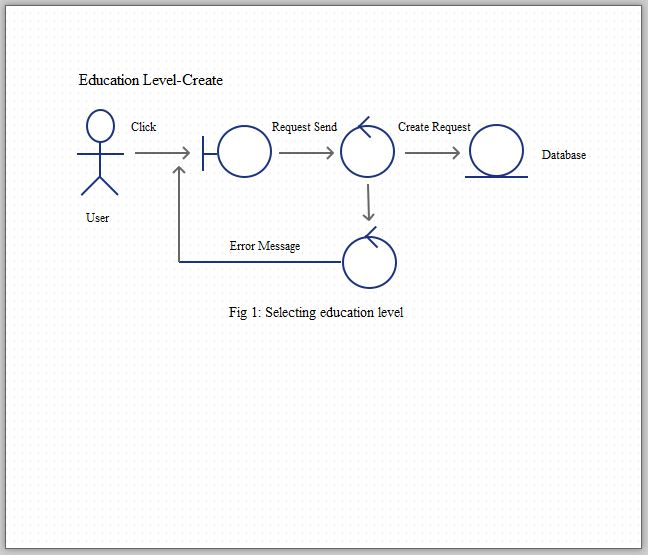 Education Level-Create
Click
Request Send
Create Request
Database
User
Error Message
Fig 1: Selecting education level